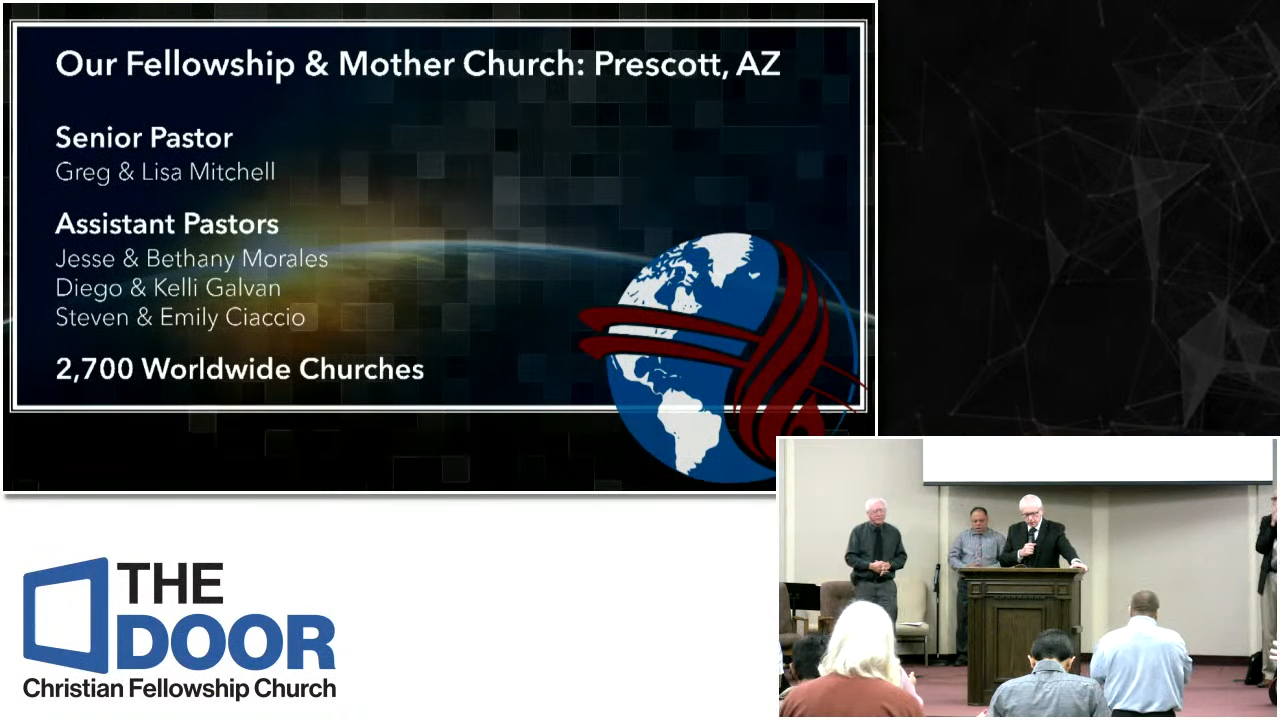 Our Fellowship & Mother Church: Prescott, AZ
Senior Pastor
Greg & Lisa Mitchell
Assistant Pastors
Jesse & Bethany Morales
Diego & Kelli Galvan
Steven & Emily Ciaccio
2,700 Worldwide Churches
THE
DOOR
Christian Fellowship Church